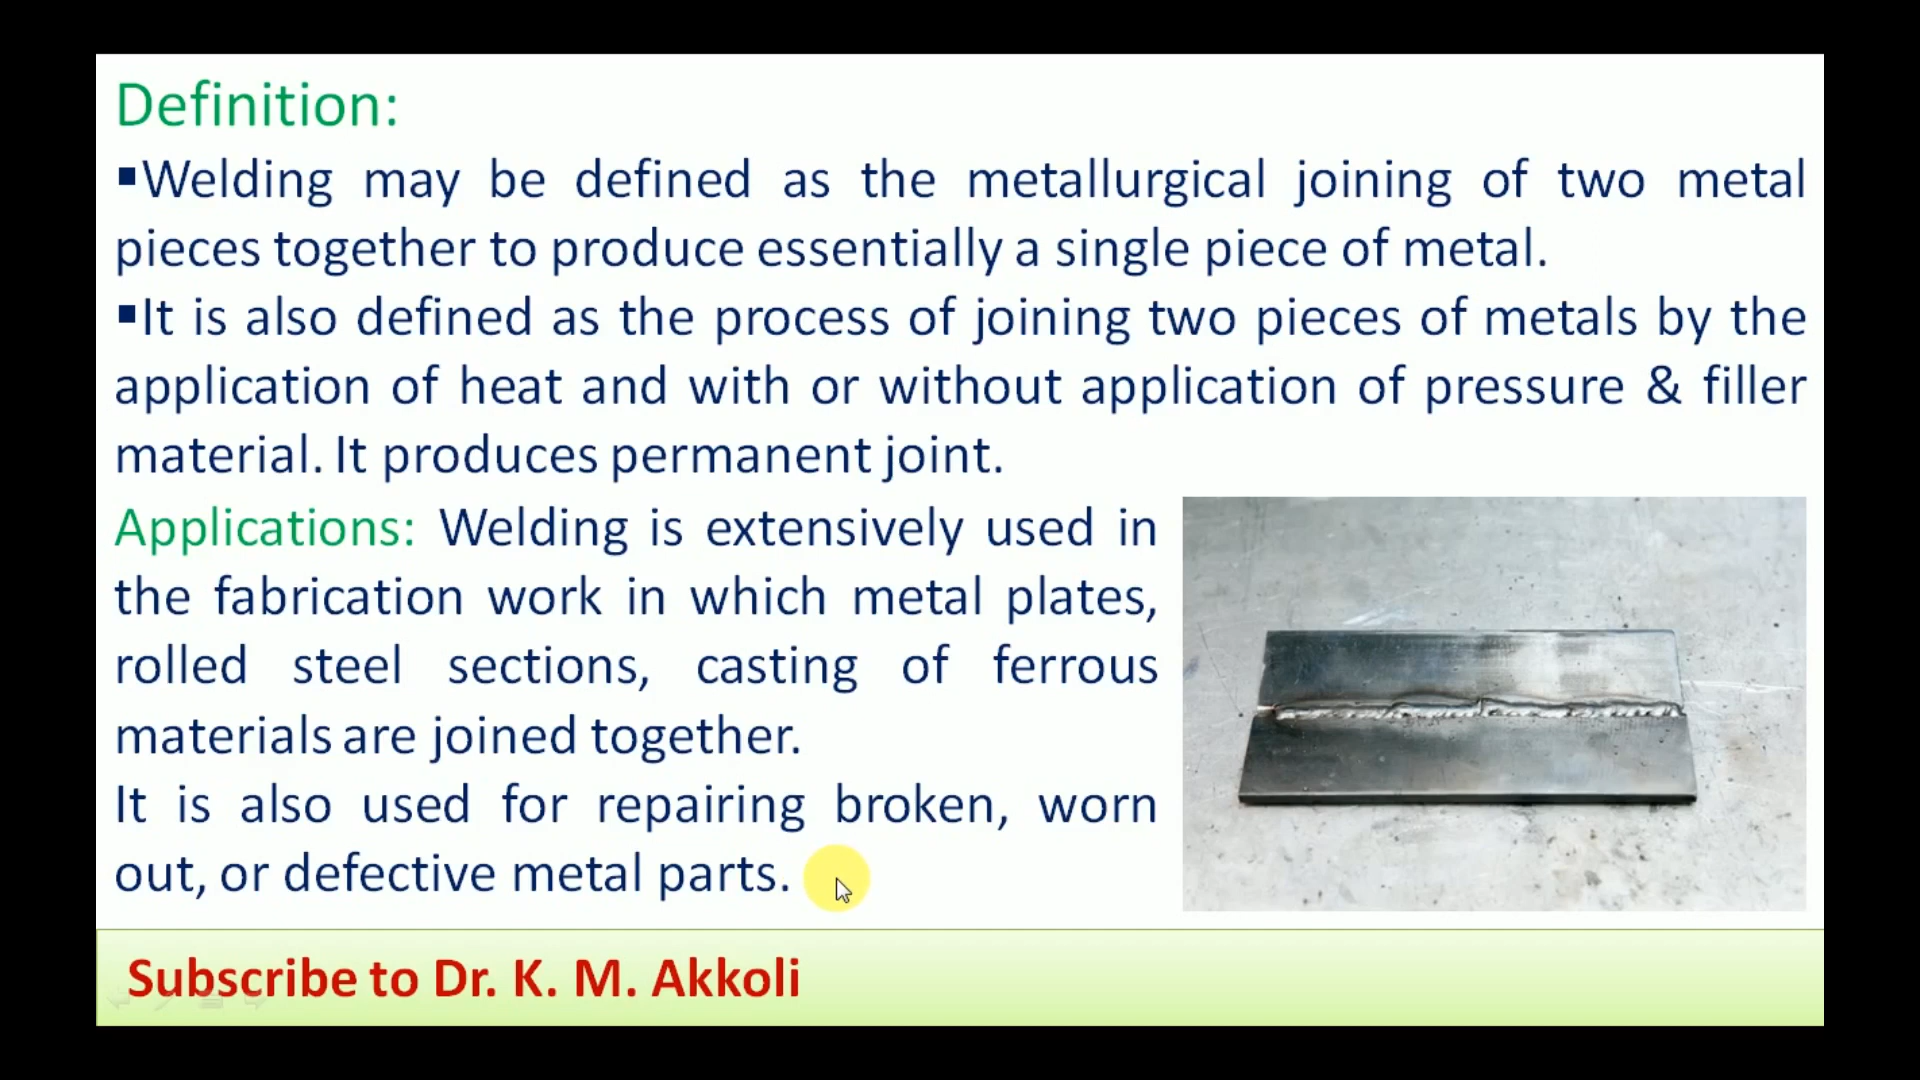 Definition:
▪Welding may be defined as the metallurgical joining of two metal
pieces together to produce essentially a single piece of metal.
▪It is also defined as the process of joining two pieces of metals by the
application of heat and with or without application of pressure & filler
material. It produces permanent joint.
Applications: Welding is extensively used in
the fabrication work in which metal plates,
rolled steel sections, casting of ferrous
materials are joined together.
It is also used for repairing broken, worn
out, or defective metal parts.
Subscribe to Dr. K. M. Akkoli